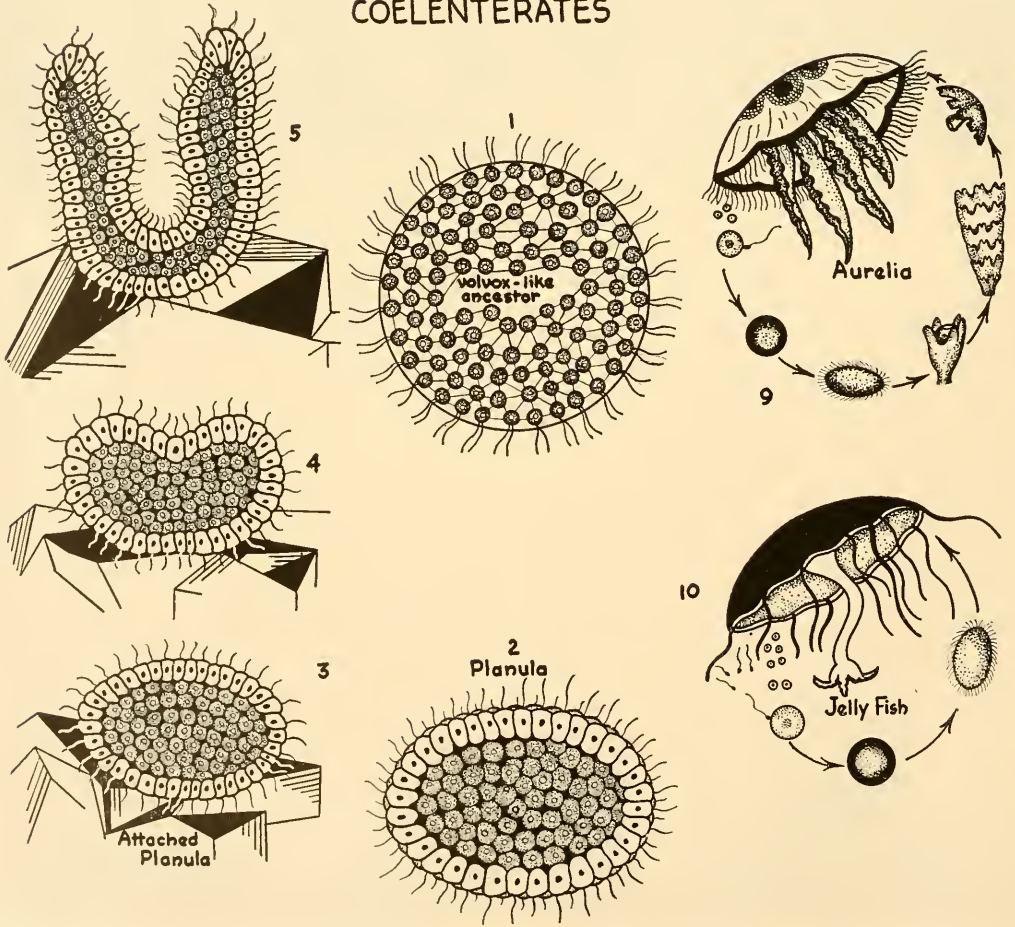 COELENTERATES
5
1
volvox-like
ancestor
Aurelia
9
4
10
3
2
Planula
Jelly Fish
Attached
Planula